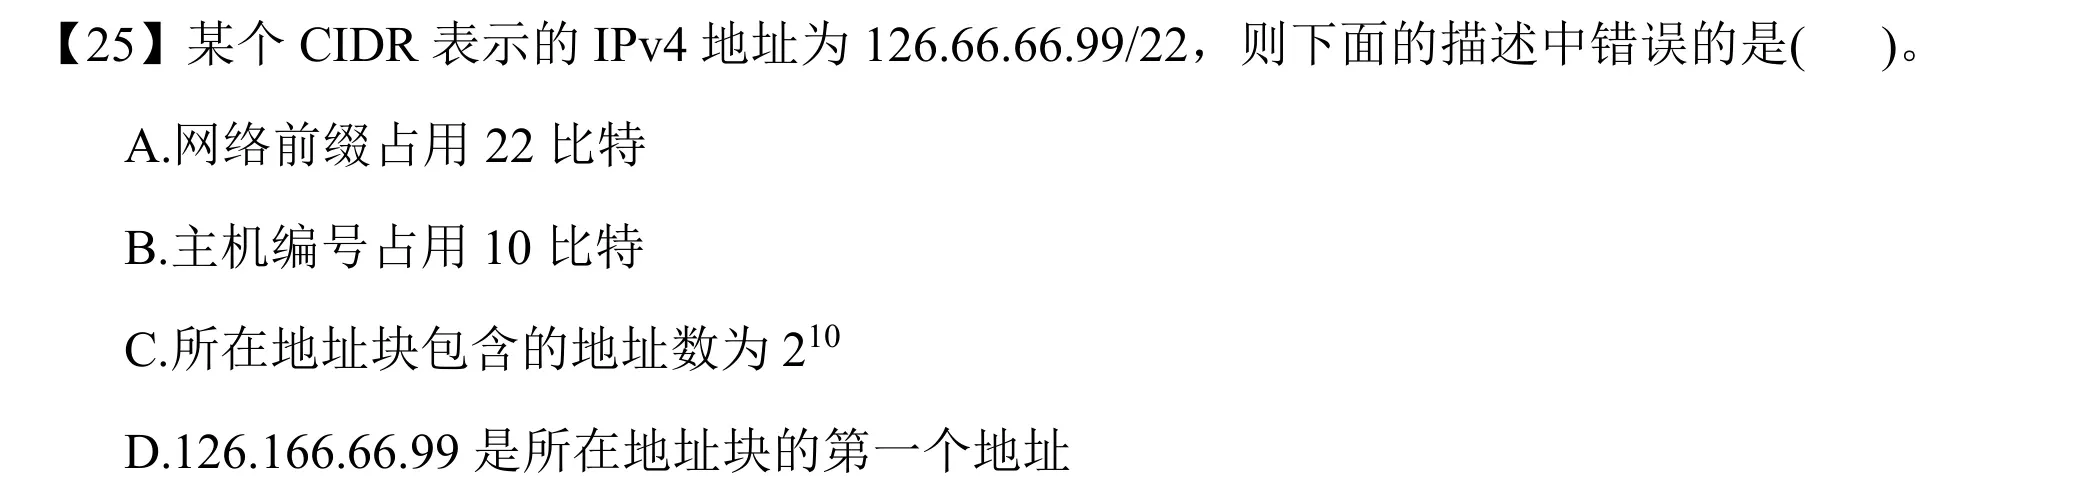 【25】某个 CIDR 表示的 IPv4 地址为 126.66.66.99/22，则下面的描述中错误的是(    )。
A.网络前缀占用 22 比特
B.主机编号占用 10 比特
C.所在地址块包含的地址数为 2¹⁰
D.126.166.66.99 是所在地址块的第一个地址